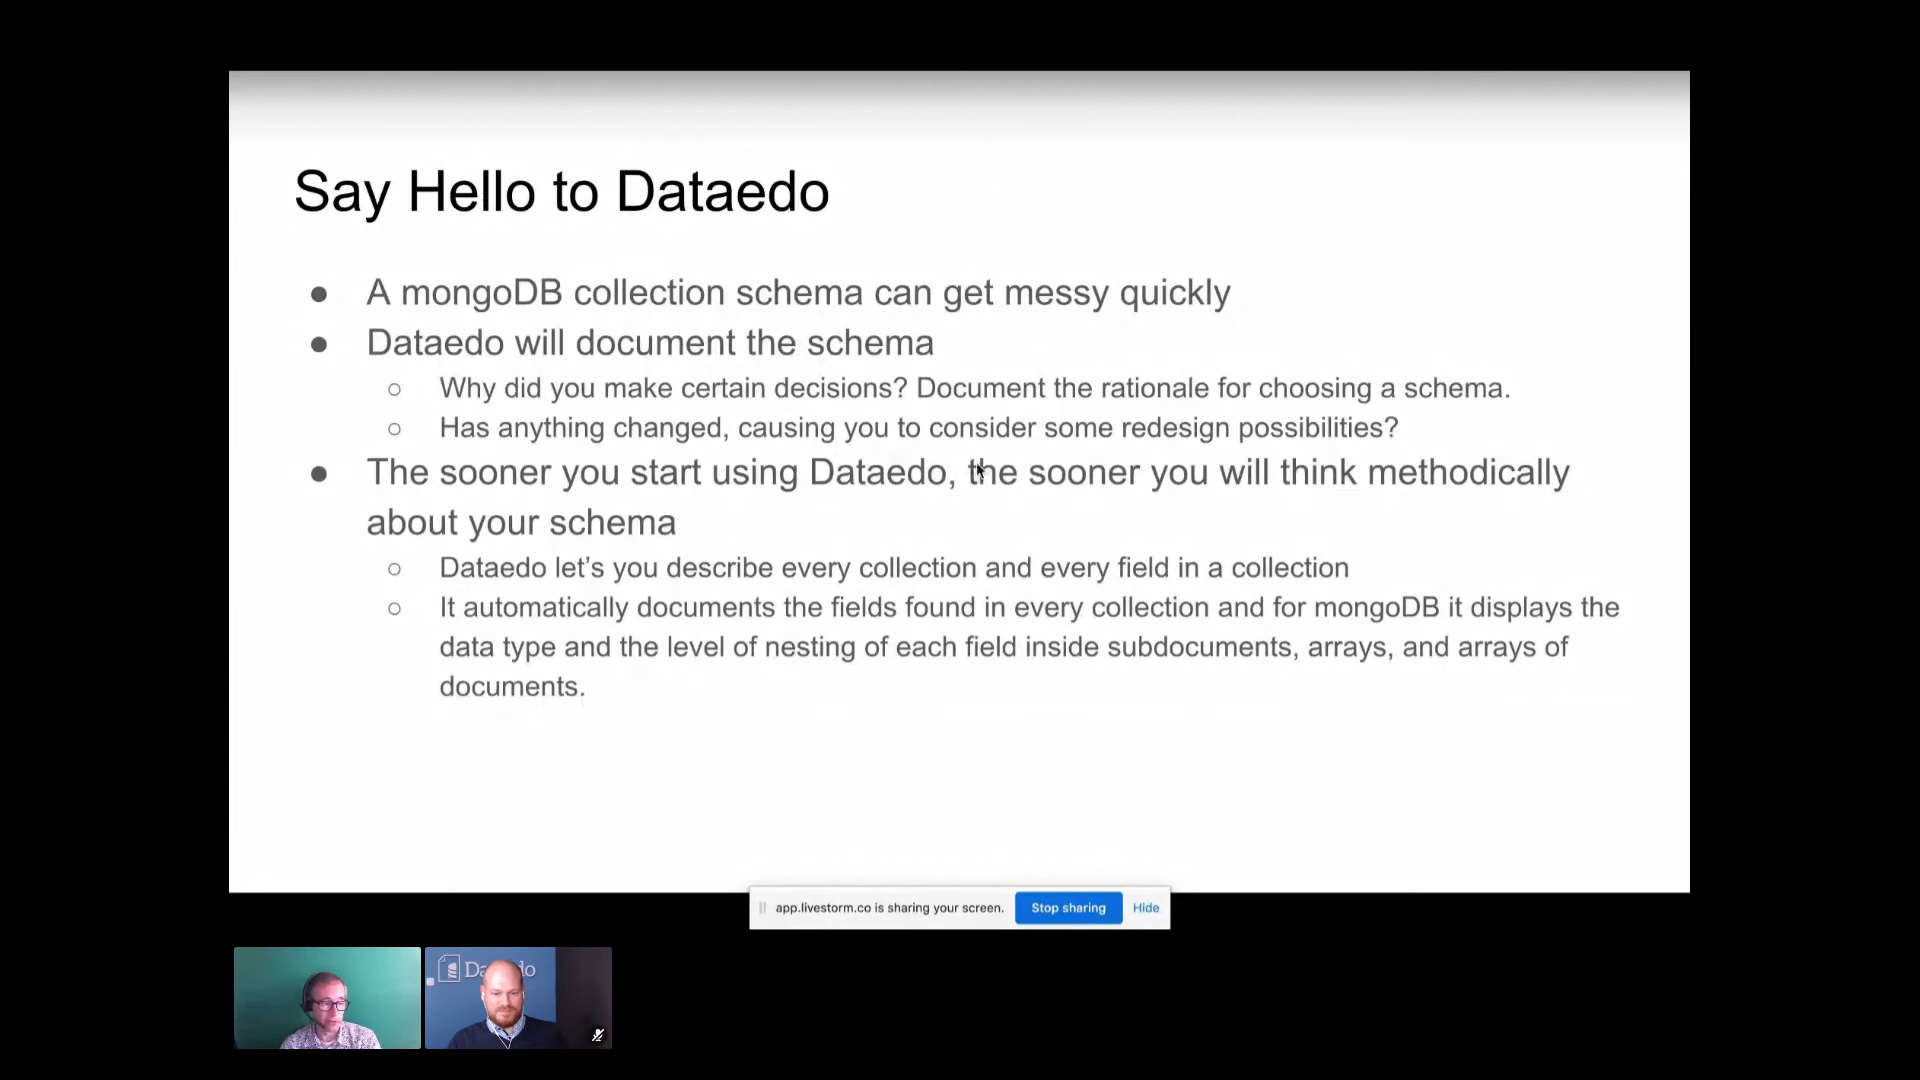 Say Hello to Dataedo
● A mongoDB collection schema can get messy quickly
● Dataedo will document the schema
○ Why did you make certain decisions? Document the rationale for choosing a schema.
○ Has anything changed, causing you to consider some redesign possibilities?
● The sooner you start using Dataedo, the sooner you will think methodically
about your schema
○ Dataedo let's you describe every collection and every field in a collection
○ It automatically documents the fields found in every collection and for mongoDB it displays the
data type and the level of nesting of each field inside subdocuments, arrays, and arrays of
documents.
app.livestorm.co is sharing your screen. Stop sharing Hide